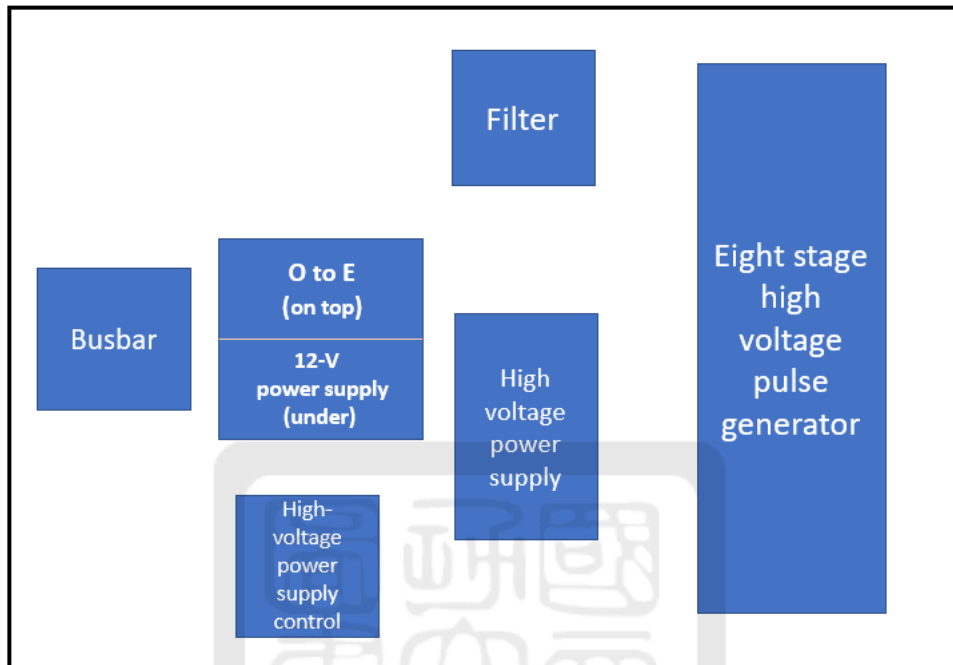 Filter
Eight stage
high
voltage
pulse
generator
O to E
(on top)
Busbar
12-V
power supply
(under)
High
voltage
power
supply
High-
voltage
power
supply
control